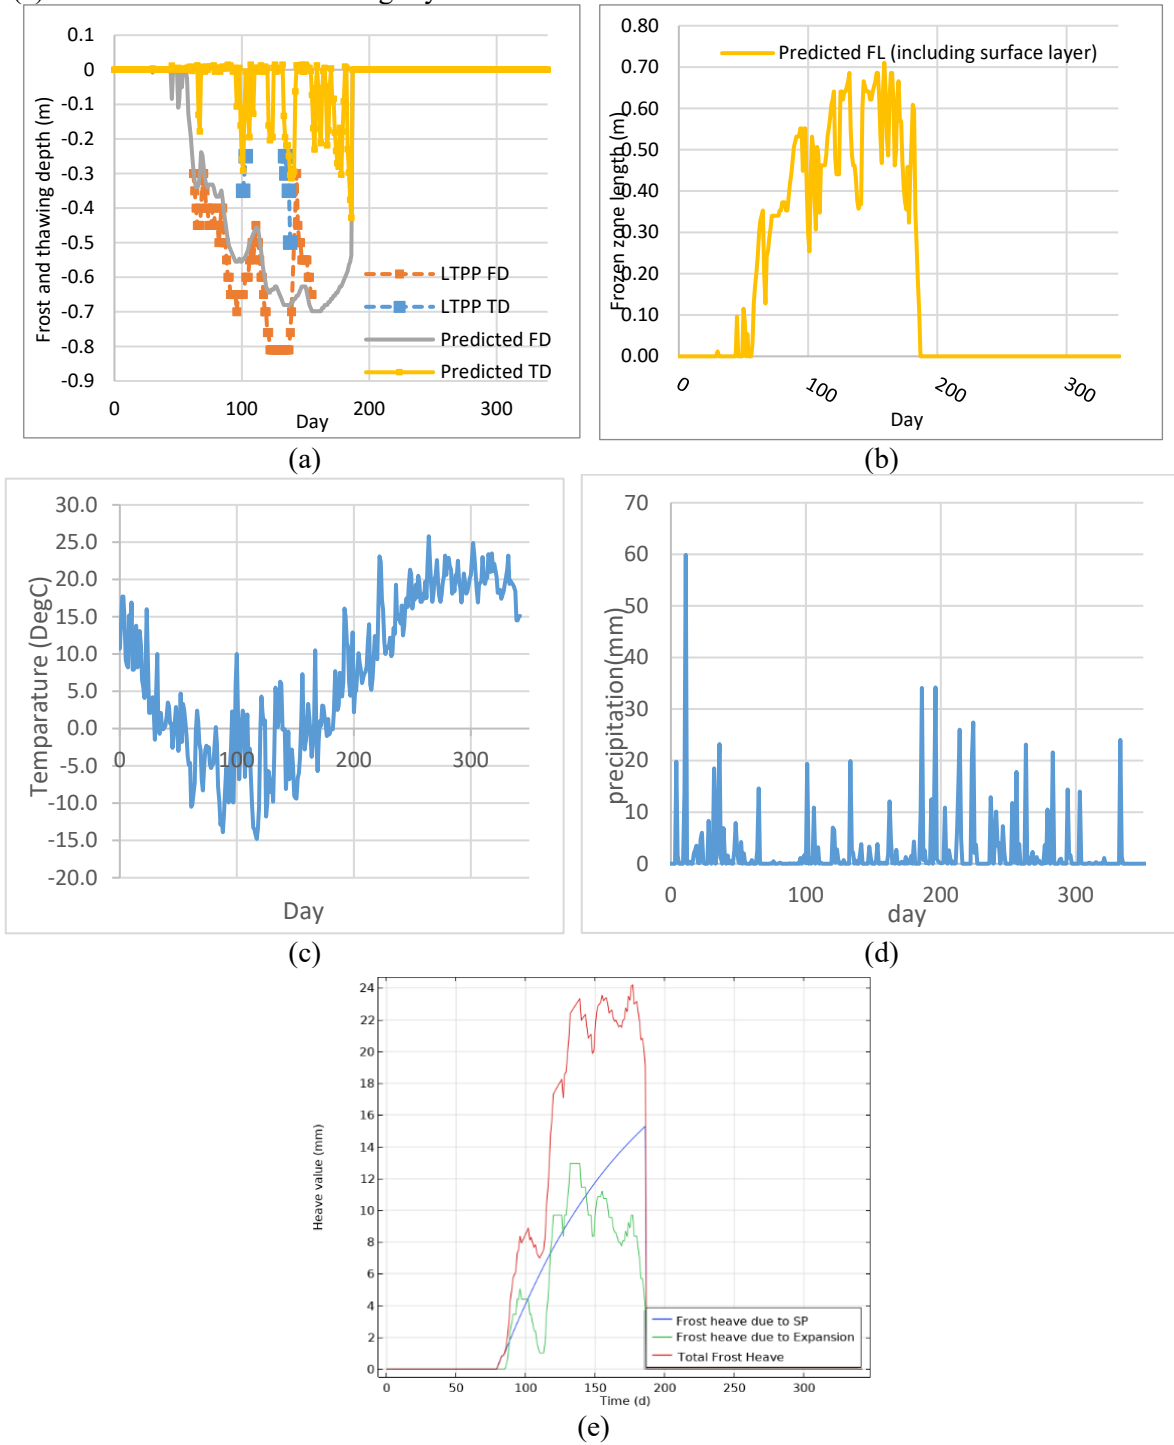 0.1
0
-0.1
-0.2
-0.3
-0.4
-0.5
-0.6
-0.7
-0.8
-0.9
Frost and thawing depth (m)
LTPP FD
LTPP TD
Predicted FD
Predicted TD
0 100 200 300
Day
(a)
0.80
0.70
0.60
0.50
0.40
0.30
0.20
0.10
0.00
Frozen zone length (m)
Predicted FL (including surface layer)
0 100 200 300
Day
(b)
30.0
25.0
20.0
15.0
10.0
5.0
0.0
-5.0
-10.0
-15.0
-20.0
Temparature (DegC)
0 100 200 300
Day
(c)
70
60
50
40
30
20
10
0
precipitation(mm)
0 100 200 300
day
(d)
24
22
20
18
16
14
12
10
8
6
4
2
0
Heave value (mm)
Frost heave due to SP
Frost heave due to Expansion
Total Frost Heave
0 50 100 150 200 250 300
Time (d)
(e)